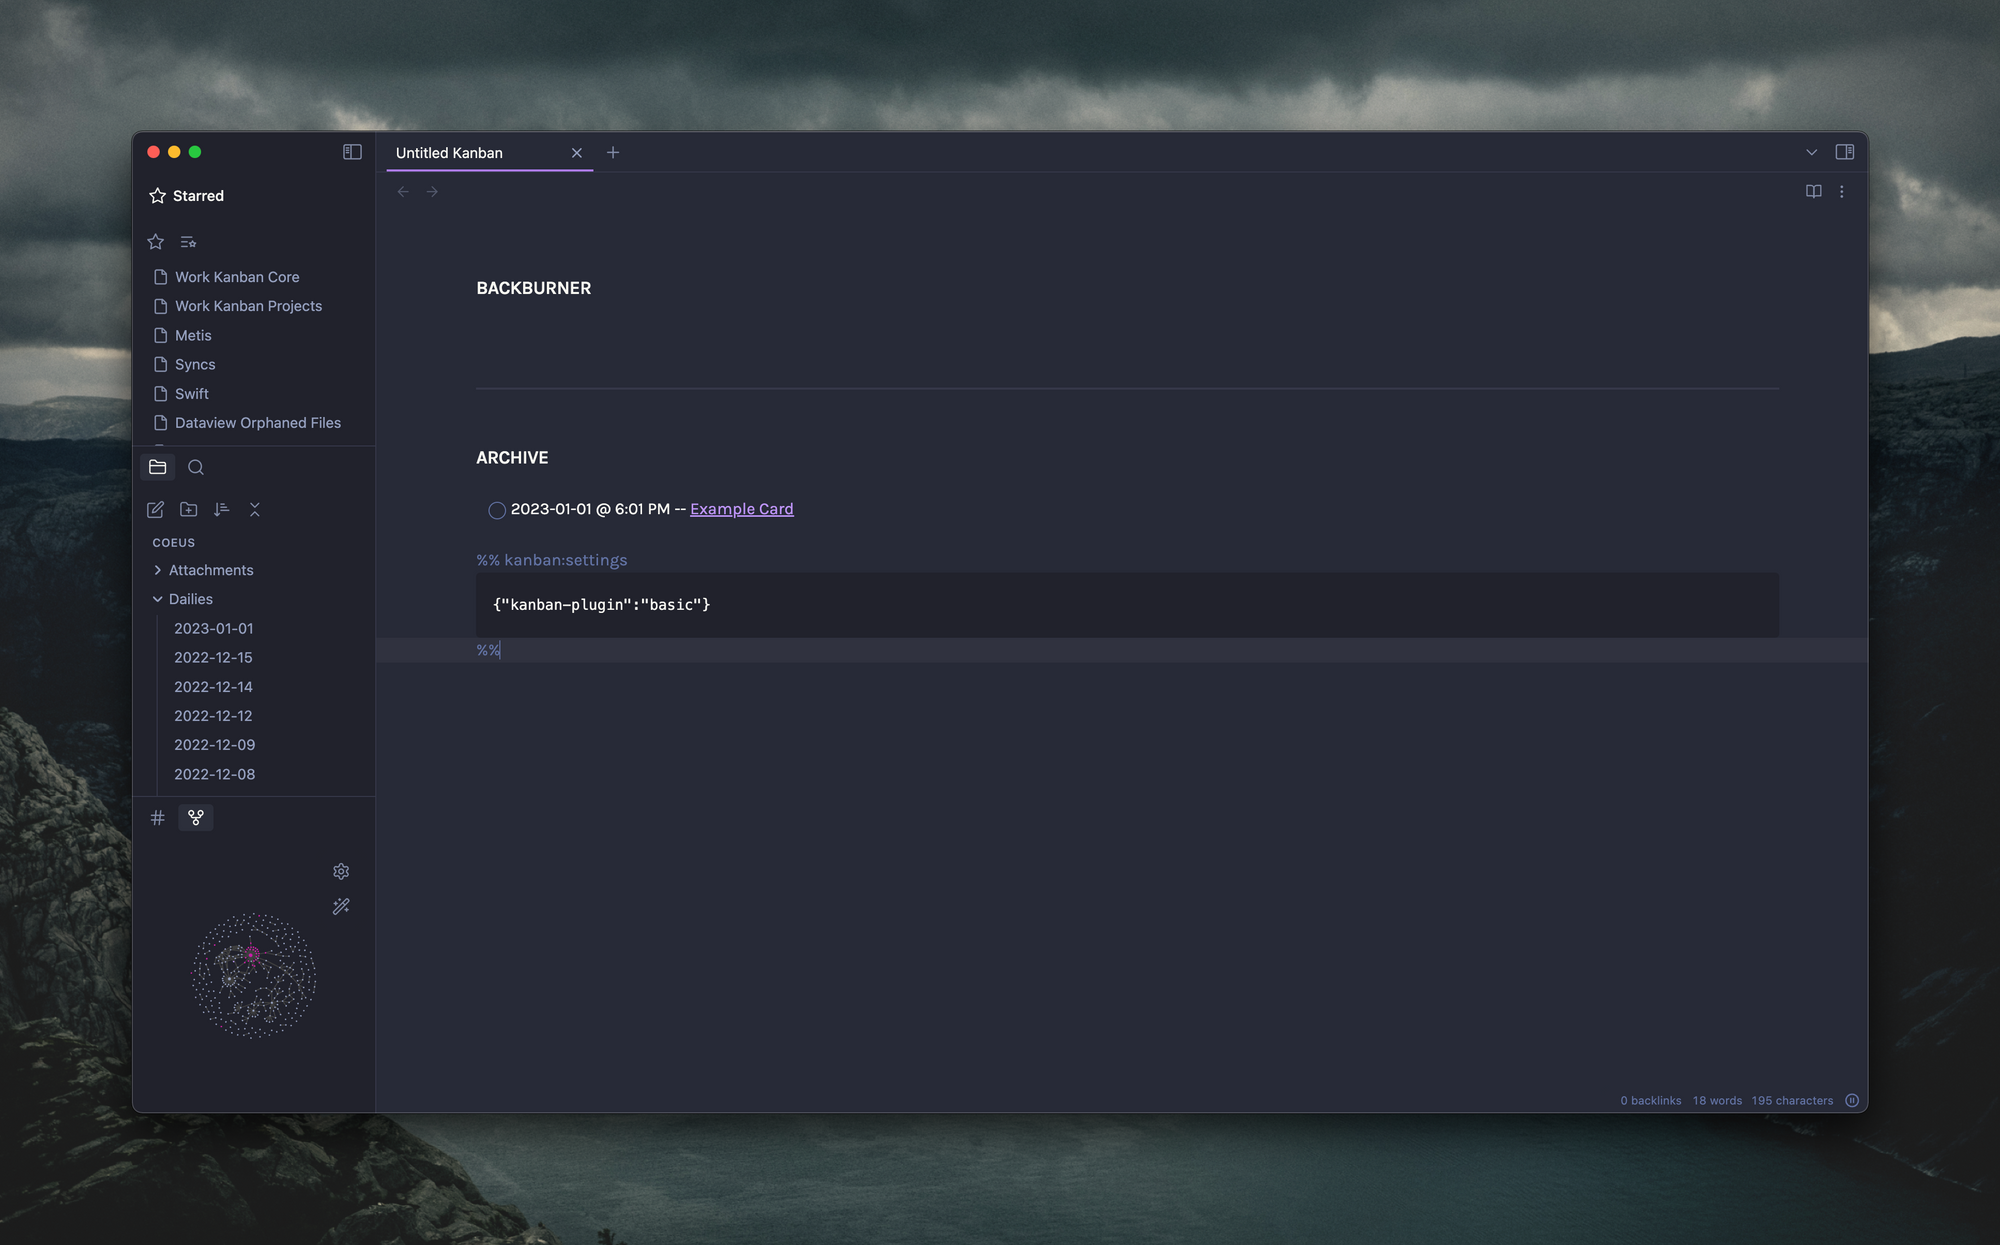 Untitled Kanban
Starred
Work Kanban Core
Work Kanban Projects
Metis
Syncs
Swift
Dataview Orphaned Files
COEUS
Attachments
Dailies
2023-01-01
2022-12-15
2022-12-14
2022-12-12
2022-12-09
2022-12-08
BACKBURNER
ARCHIVE
2023-01-01 @ 6:01 PM -- Example Card
%% kanban:settings
{"kanban-plugin":"basic"}
%%
0 backlinks 18 words 195 characters